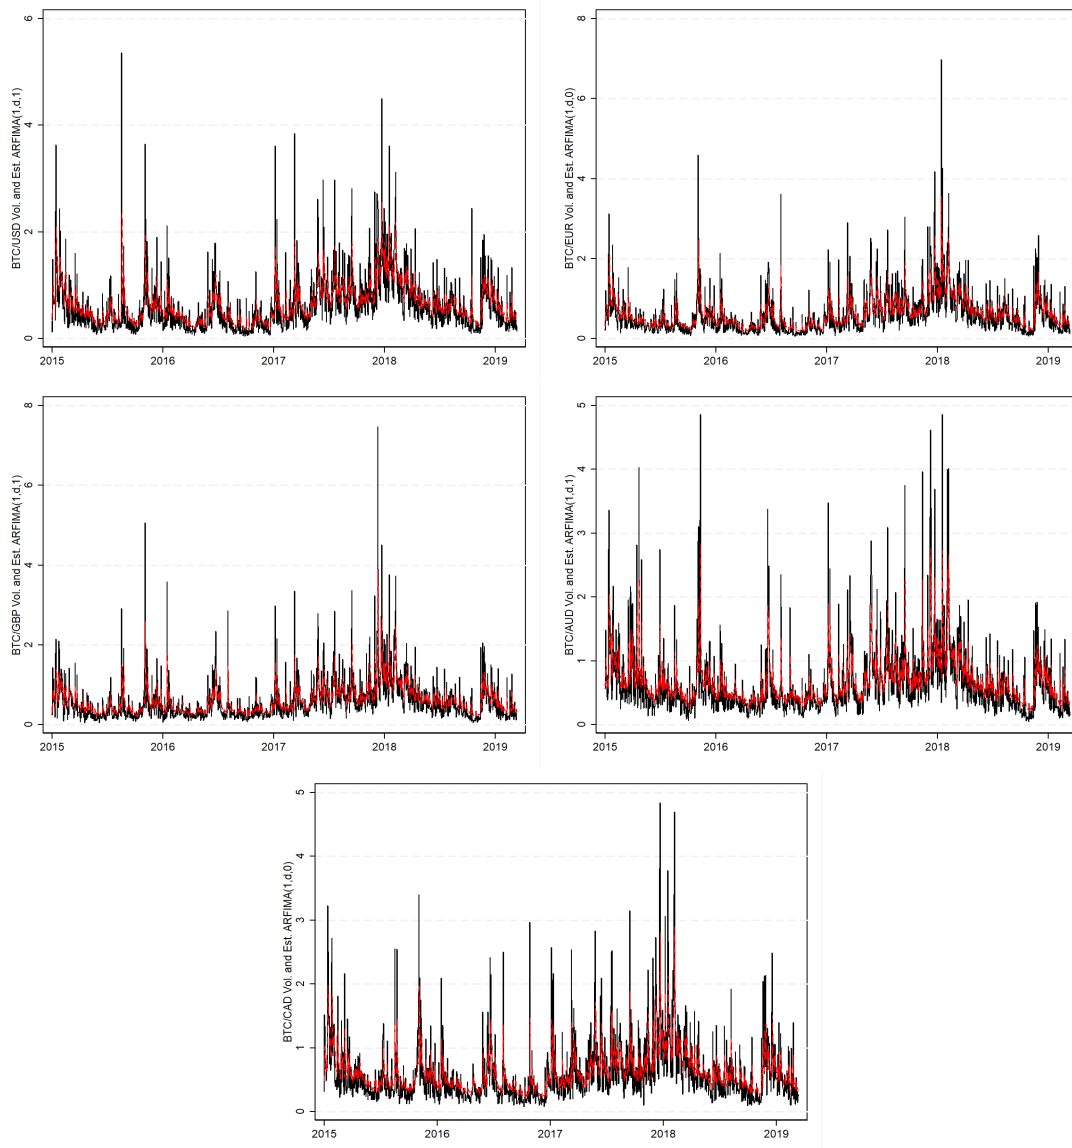 BTC/USD Vol. and Est. ARFIMA(1,d,1)
0
2
4
6
2015 2016 2017 2018 2019
BTC/EUR Vol. and Est. ARFIMA(1,d,0)
0
2
4
6
8
2015 2016 2017 2018 2019
BTC/GBP Vol. and Est. ARFIMA(1,d,1)
0
2
4
6
8
2015 2016 2017 2018 2019
BTC/AUD Vol. and Est. ARFIMA(1,d,1)
0
1
2
3
4
5
2015 2016 2017 2018 2019
BTC/CAD Vol. and Est. ARFIMA(1,d,0)
0
1
2
3
4
5
2015 2016 2017 2018 2019